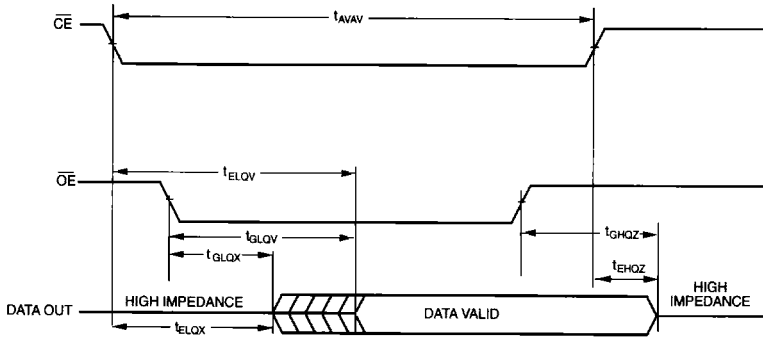 tAVAV
CE
tELQV
OE
tGLQV
tGHQZ
tGLQX
tEHQZ
HIGH IMPEDANCE
HIGH
IMPEDANCE
DATA OUT
DATA VALID
tELQX